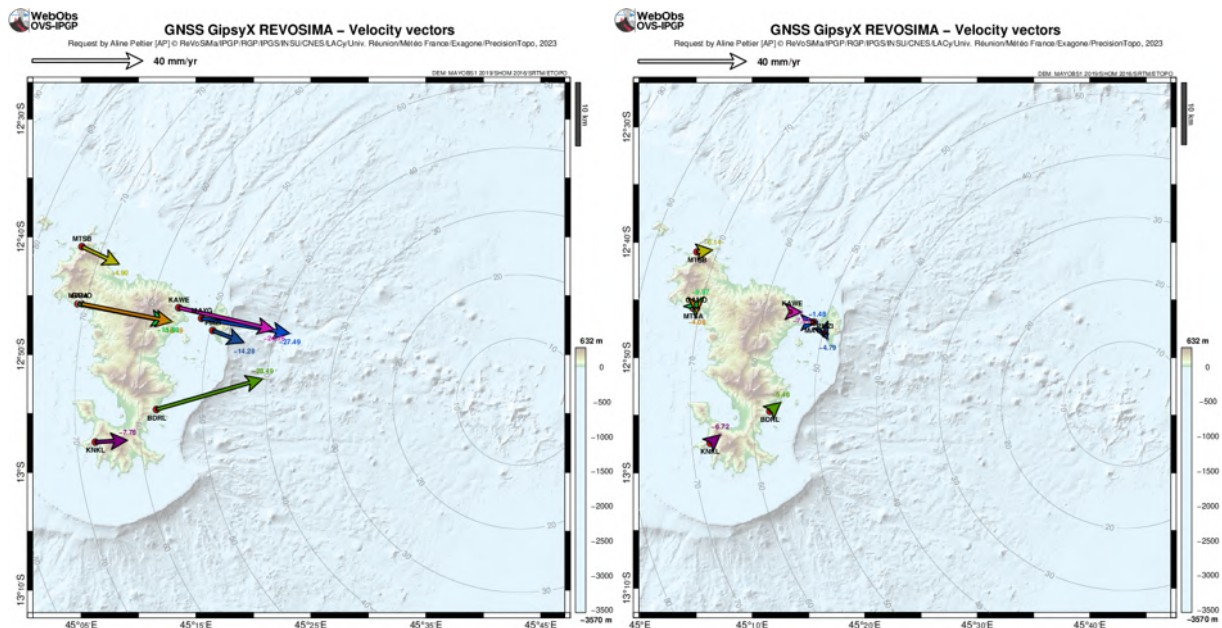 WebObs
OVS-IPGP
GNSS GipsyX REVOSIMA – Velocity vectors
Request by Aline Peltier [AP] © ReVoSiMa/IPGP/RGP/IPGS/INSU/CNES/LACy/Univ. Réunion/Météo France/Exagone/PrecisionTopo, 2023
40 mm/yr
DEM: MAYOBS1 2019/SHOM 2016/SRTM/ETOPO
10 km
12°30'S
12°40'S
12°50'S
13°S
13°10'S
MTSB
-4.90
KAWE
-14.28
-27.49
-20.49
BDRL
-7.78
KNKL
632 m
0
-500
-1000
-1500
-2000
-2500
-3000
-3500
-3570 m
45°05'E
45°15'E
45°25'E
45°35'E
45°45'E
WebObs
OVS-IPGP
GNSS GipsyX REVOSIMA – Velocity vectors
Request by Aline Peltier [AP] © ReVoSiMa/IPGP/RGP/IPGS/INSU/CNES/LACy/Univ. Réunion/Météo France/Exagone/PrecisionTopo, 2023
40 mm/yr
DEM: MAYOBS1 2019/SHOM 2016/SRTM/ETOPO
10 km
12°30'S
12°40'S
12°50'S
13°S
13°10'S
MTSB
KAWE
-1.49
-4.79
BDRL
-6.72
KNKL
632 m
0
-500
-1000
-1500
-2000
-2500
-3000
-3500
-3570 m
45°E
45°10'E
45°20'E
45°30'E
45°40'E